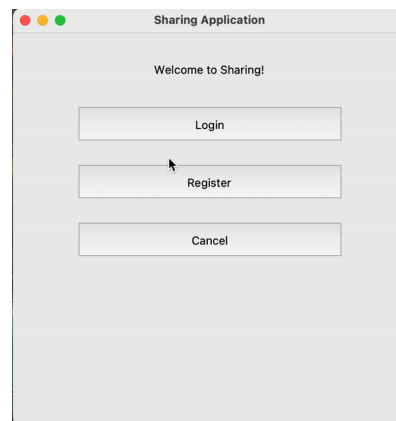 Sharing Application
Welcome to Sharing!
Login
Register
Cancel